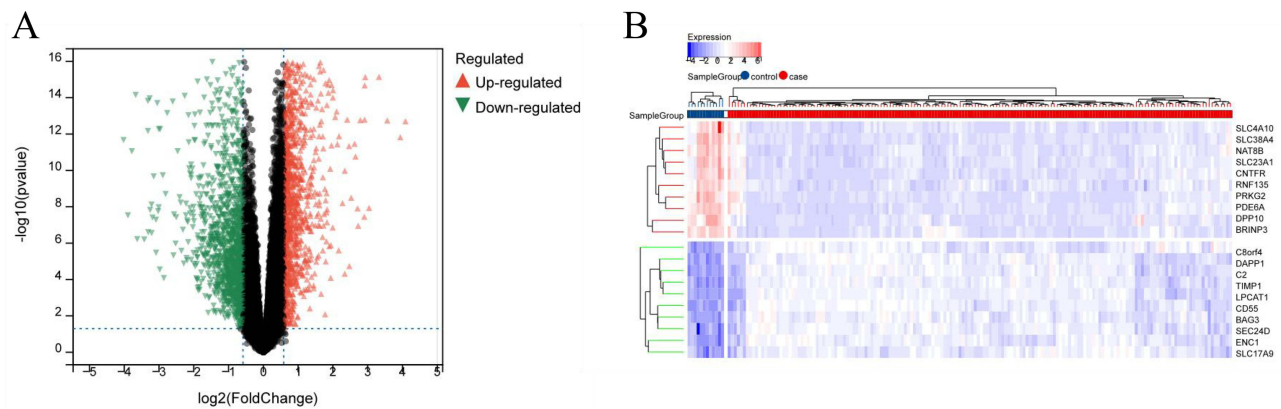 A
16
14
12
10
8
6
4
2
0
-log10(pvalue)
-5 -4 -3 -2 -1 0 1 2 3 4 5
log2(FoldChange)
Regulated
Up-regulated
Down-regulated
B
Expression
-4 -2 0 2 4 6
SampleGroup control case
SampleGroup
SLC4A10
SLC38A4
NAT8B
SLC23A1
CNTFR
RNF135
PRKG2
PDE6A
DPP10
BRINP3
C8orf4
DAPP1
C2
TIMP1
LPCAT1
CD55
BAG3
SEC24D
ENC1
SLC17A9